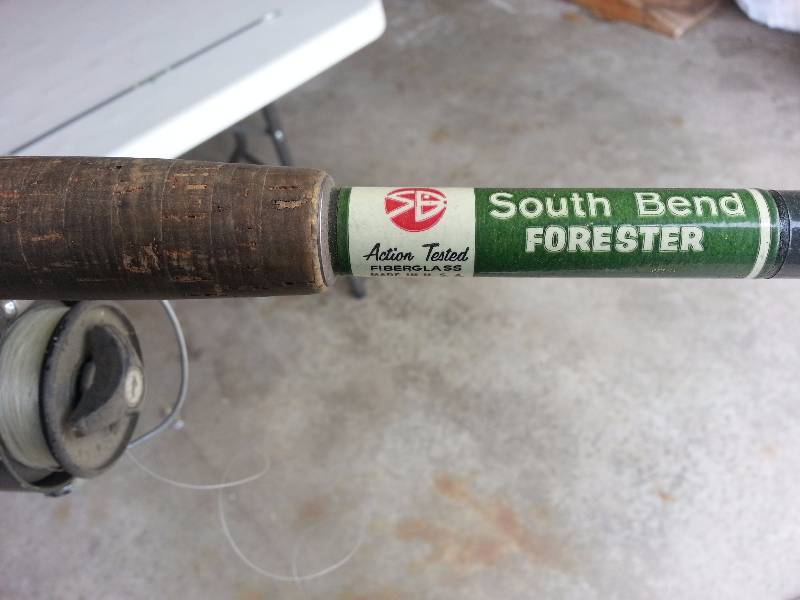 SB
Action Tested
FIBERGLASS
MADE IN U.S.A.
South Bend
FORESTER